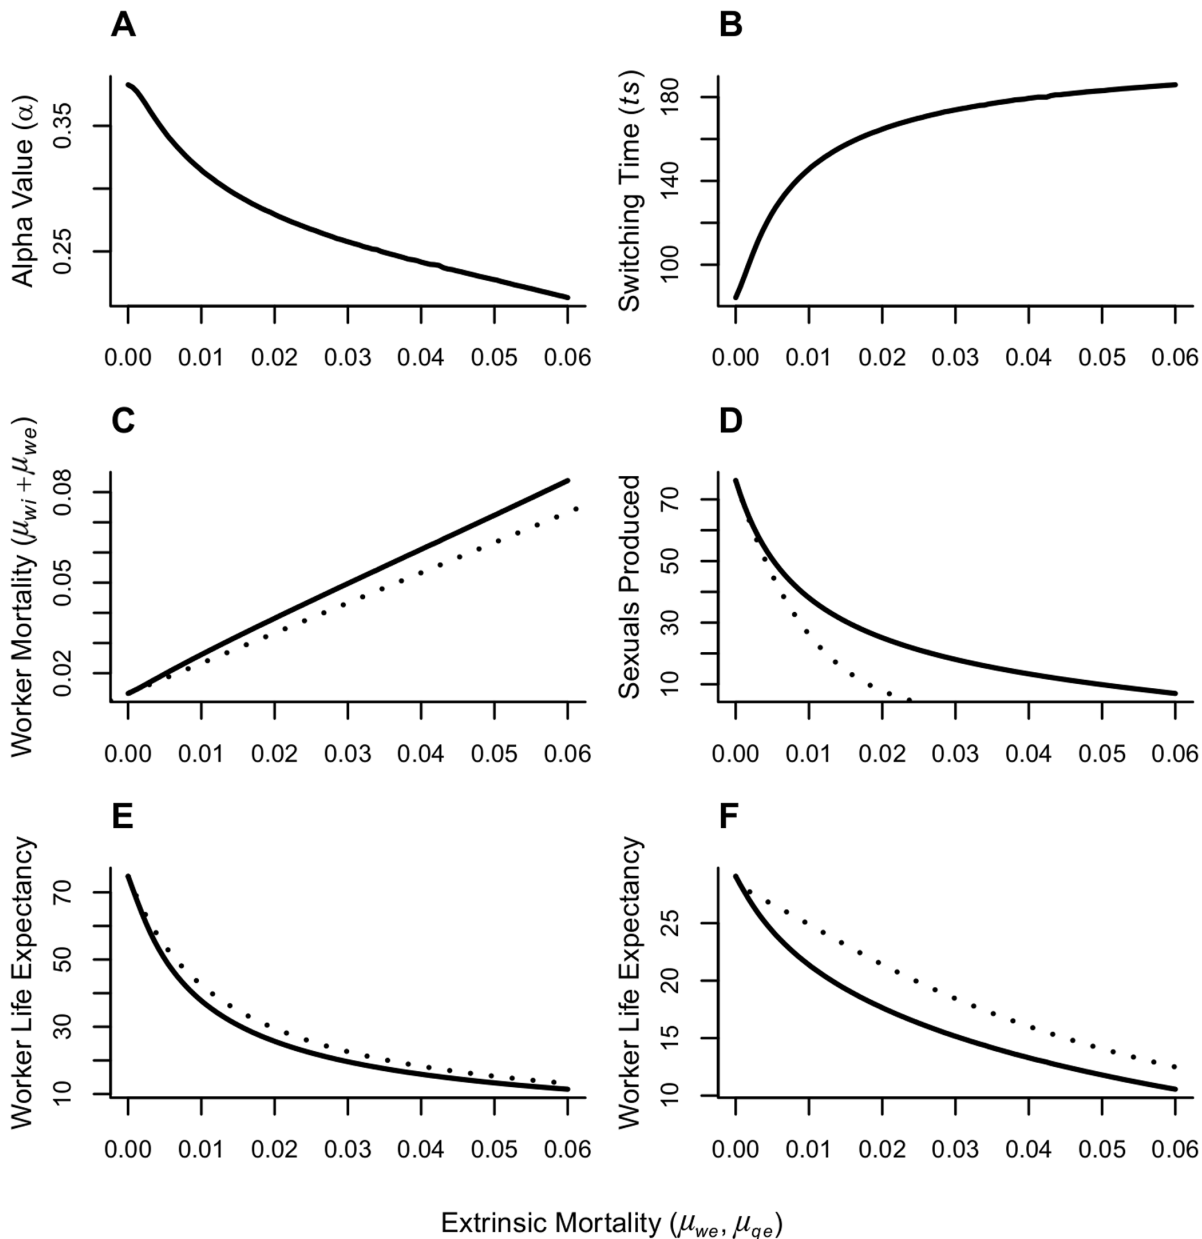 A
B
Alpha Value (α)
0.35
0.25
0.00 0.01 0.02 0.03 0.04 0.05 0.06
Switching Time (ts)
180
140
100
0.00 0.01 0.02 0.03 0.04 0.05 0.06
C
D
Worker Mortality (μwi + μwe)
0.08
0.05
0.02
0.00 0.01 0.02 0.03 0.04 0.05 0.06
Sexuals Produced
70
50
30
10
0.00 0.01 0.02 0.03 0.04 0.05 0.06
E
F
Worker Life Expectancy
70
50
30
10
0.00 0.01 0.02 0.03 0.04 0.05 0.06
Worker Life Expectancy
25
20
15
10
0.00 0.01 0.02 0.03 0.04 0.05 0.06
Extrinsic Mortality (μwe, μqe)